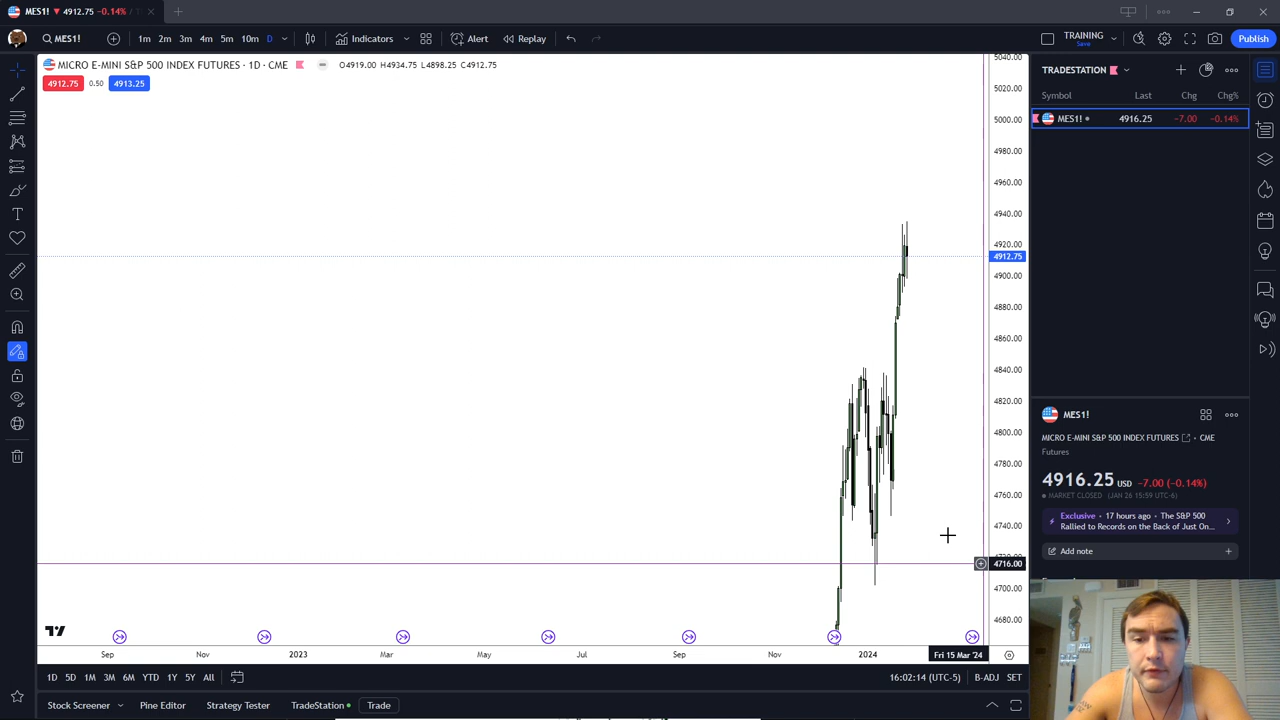 MES1! 4912.75 −0.14%
MES1!
1m 2m 3m 4m 5m 10m D
Indicators
Alert
Replay
TRAINING
Save
Publish
MICRO E-MINI S&P 500 INDEX FUTURES · 1D · CME O4919.00 H4934.75 L4898.25 C4912.75
4912.75 0.50 4913.25
5040.00
5020.00
5000.00
4980.00
4960.00
4940.00
4920.00
4912.75
4900.00
4880.00
4860.00
4840.00
4820.00
4800.00
4780.00
4760.00
4740.00
4716.00
4700.00
4680.00
Sep Nov 2023 Mar May Jul Sep Nov 2024 Fri 15 Mar '24
1D 5D 1M 3M 6M YTD 1Y 5Y All
16:02:14 (UTC-5) B-ADJ SET
Stock Screener Pine Editor Strategy Tester TradeStation Trade
TRADESTATION
Symbol Last Chg Chg%
MES1! 4916.25 −7.00 −0.14%
MES1!
MICRO E-MINI S&P 500 INDEX FUTURES · CME
Futures
4916.25 USD −7.00 (−0.14%)
MARKET CLOSED (JAN 26 15:59 UTC-6)
Exclusive · 17 hours ago · The S&P 500
Rallied to Records on the Back of Just On...
Add note